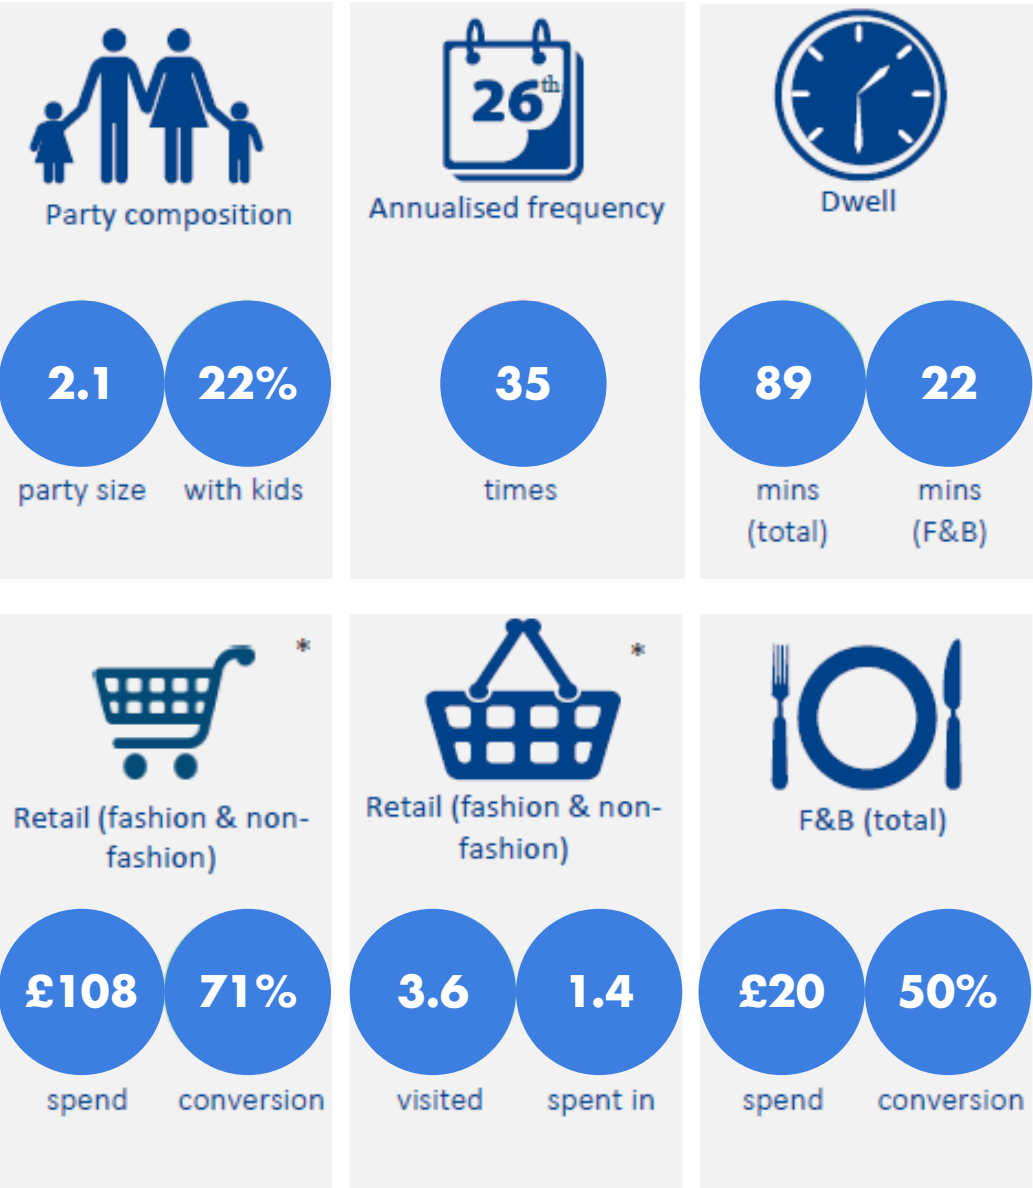 26th
Party composition
Annualised frequency
Dwell
2.1
22%
35
89
22
party size
with kids
times
mins
(total)
mins
(F&B)
*
Retail (fashion & non-
fashion)
*
Retail (fashion & non-
fashion)
F&B (total)
£108
71%
3.6
1.4
£20
50%
spend
conversion
visited
spent in
spend
conversion